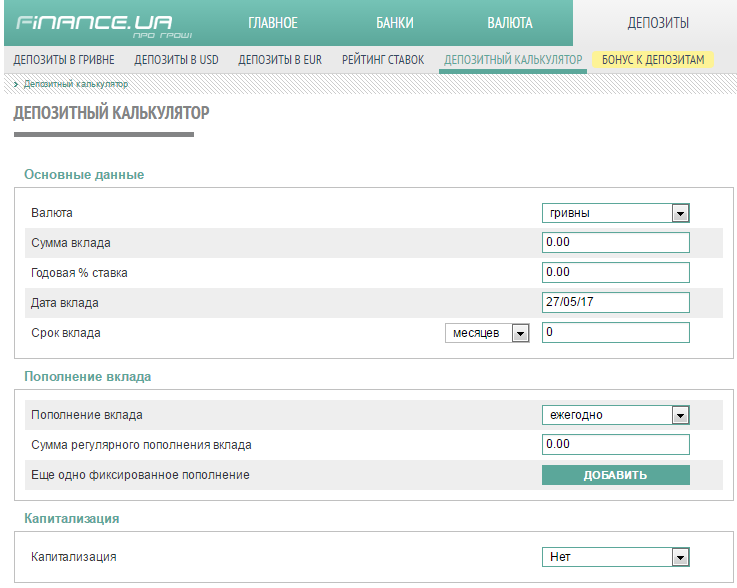 FiNANCE.UA ГЛАВНОЕ БАНКИ ВАЛЮТА ДЕПОЗИТЫ
ПРО ГРОШІ
ДЕПОЗИТЫ В ГРИВНЕ ДЕПОЗИТЫ В USD ДЕПОЗИТЫ В EUR РЕЙТИНГ СТАВОК ДЕПОЗИТНЫЙ КАЛЬКУЛЯТОР БОНУС К ДЕПОЗИТАМ
Депозитный калькулятор
ДЕПОЗИТНЫЙ КАЛЬКУЛЯТОР
Основные данные
Валюта гривны
Сумма вклада 0.00
Годовая % ставка 0.00
Дата вклада 27/05/17
Срок вклада месяцев 0
Пополнение вклада
Пополнение вклада ежегодно
Сумма регулярного пополнения вклада 0.00
Еще одно фиксированное пополнение ДОБАВИТЬ
Капитализация
Капитализация Нет